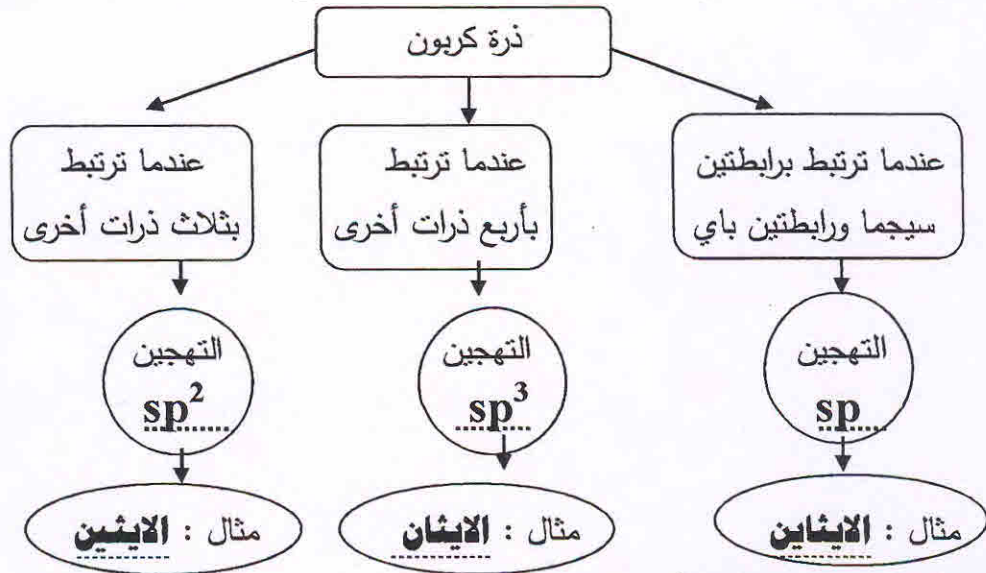 ذرة كربون
عندما ترتبط برابطتين
سيجما ورابطتين باي
عندما ترتبط
بأربع ذرات أخرى
عندما ترتبط
بثلاث ذرات أخرى
التهجين
sp
التهجين
sp³
التهجين
sp²
مثال : الايثاين
مثال : الايثان
مثال : الايثين